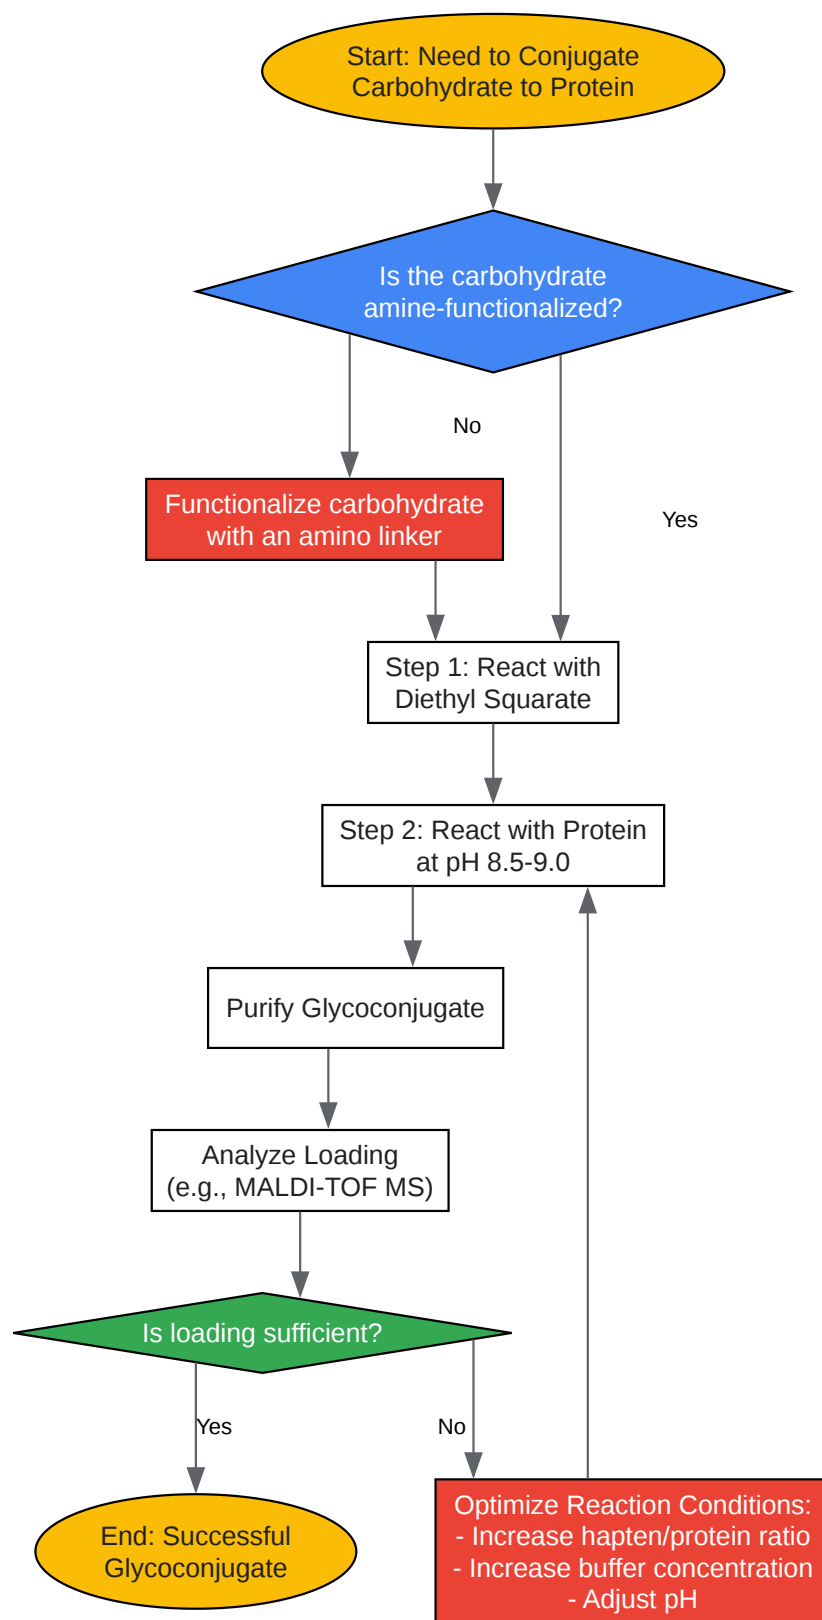 Start: Need to Conjugate
Carbohydrate to Protein
Is the carbohydrate
amine-functionalized?
No
Yes
Functionalize carbohydrate
with an amino linker
Step 1: React with
Diethyl Squarate
Step 2: React with Protein
at pH 8.5-9.0
Purify Glycoconjugate
Analyze Loading
(e.g., MALDI-TOF MS)
Is loading sufficient?
Yes
No
End: Successful
Glycoconjugate
Optimize Reaction Conditions:
- Increase hapten/protein ratio
- Increase buffer concentration
- Adjust pH